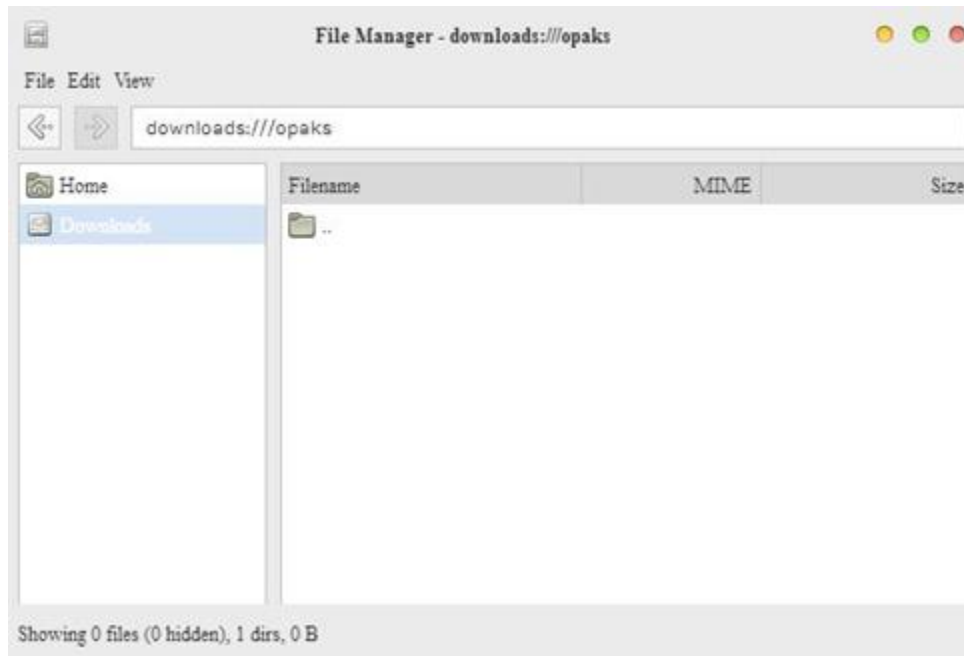 File Manager - downloads:///opaks
File Edit View
downloads:///opaks
Home
Downloads
Filename MIME Size
..
Showing 0 files (0 hidden), 1 dirs, 0 B